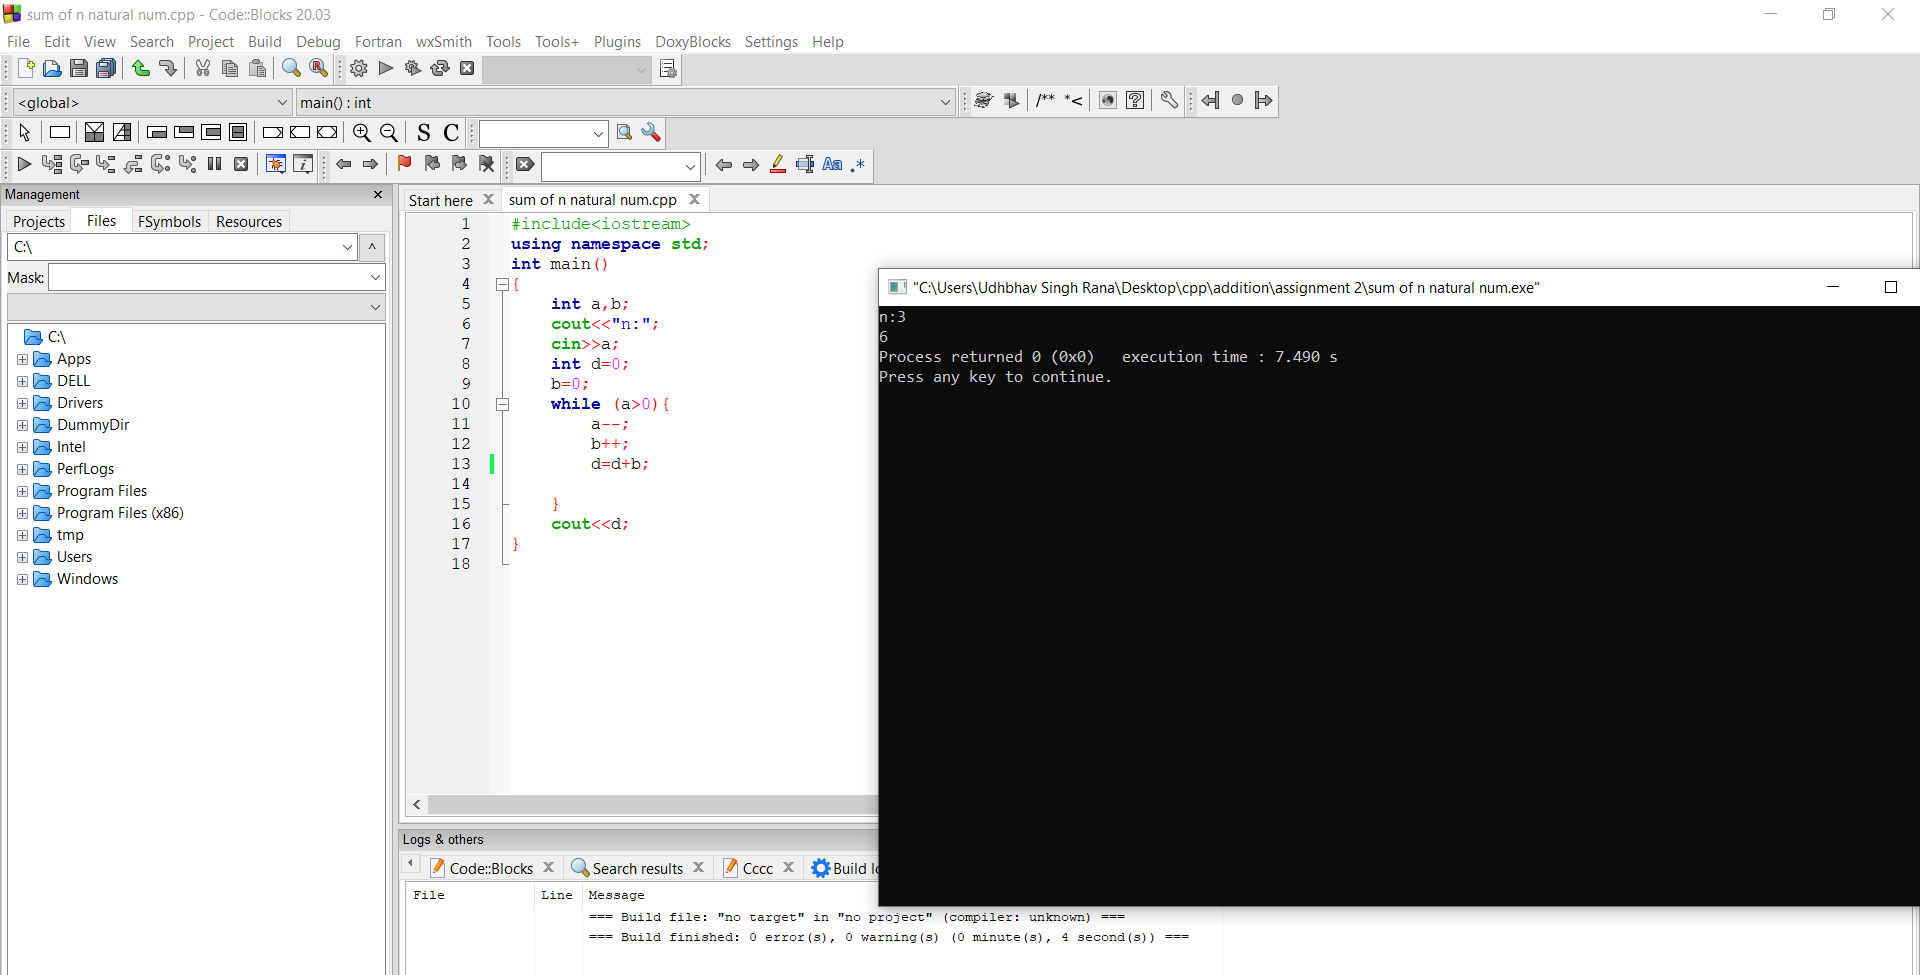 sum of n natural num.cpp - Code::Blocks 20.03
File Edit View Search Project Build Debug Fortran wxSmith Tools Tools+ Plugins DoxyBlocks Settings Help
<global> main() : int /** *<
S C
Aa .*
Management
Projects Files FSymbols Resources
C:\
Mask:
C:\
Apps
DELL
Drivers
DummyDir
Intel
PerfLogs
Program Files
Program Files (x86)
tmp
Users
Windows
Start here sum of n natural num.cpp
1 #include<iostream>
2 using namespace std;
3 int main()
4 {
5 int a,b;
6 cout<<"n:";
7 cin>>a;
8 int d=0;
9 b=0;
10 while (a>0){
11 a--;
12 b++;
13 d=d+b;
14
15 }
16 cout<<d;
17 }
18
"C:\Users\Udhbhav Singh Rana\Desktop\cpp\addition\assignment 2\sum of n natural num.exe"
n:3
6
Process returned 0 (0x0) execution time : 7.490 s
Press any key to continue.
Logs & others
Code::Blocks Search results Cccc Build lo
File Line Message
=== Build file: "no target" in "no project" (compiler: unknown) ===
=== Build finished: 0 error(s), 0 warning(s) (0 minute(s), 4 second(s)) ===